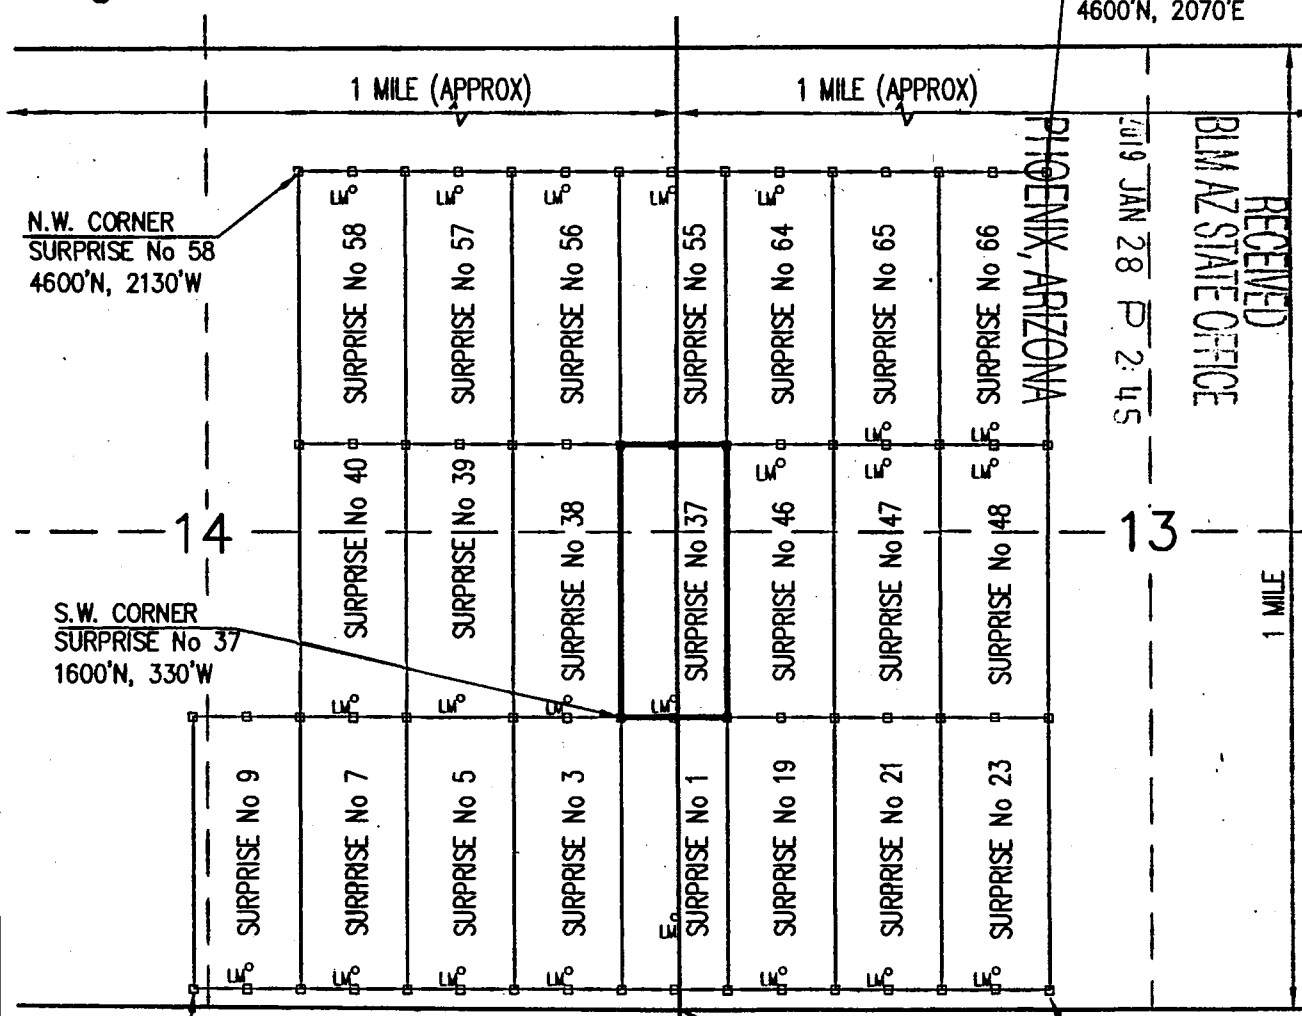 4600'N, 2070'E
1 MILE (APPROX)
1 MILE (APPROX)
RECEIVED
BLM AZ STATE OFFICE
2019 JAN 28 P 2:45
PHOENIX, ARIZONA
N.W. CORNER
SURPRISE No 58
4600'N, 2130'W
LM
LM
LM
LM
LM
SURPRISE No 58
SURPRISE No 57
SURPRISE No 56
SURPRISE No 55
SURPRISE No 64
SURPRISE No 65
SURPRISE No 66
LM
LM
LM
LM
LM
SURPRISE No 40
SURPRISE No 39
SURPRISE No 38
SURPRISE No 37
SURPRISE No 46
SURPRISE No 47
SURPRISE No 48
14
13
1 MILE
S.W. CORNER
SURPRISE No 37
1600'N, 330'W
LM
LM
LM
LM
SURPRISE No 9
SURPRISE No 7
SURPRISE No 5
SURPRISE No 3
SURPRISE No 1
SURPRISE No 19
SURPRISE No 21
SURPRISE No 23
LM
LM
LM
LM
LM
LM
LM
LM